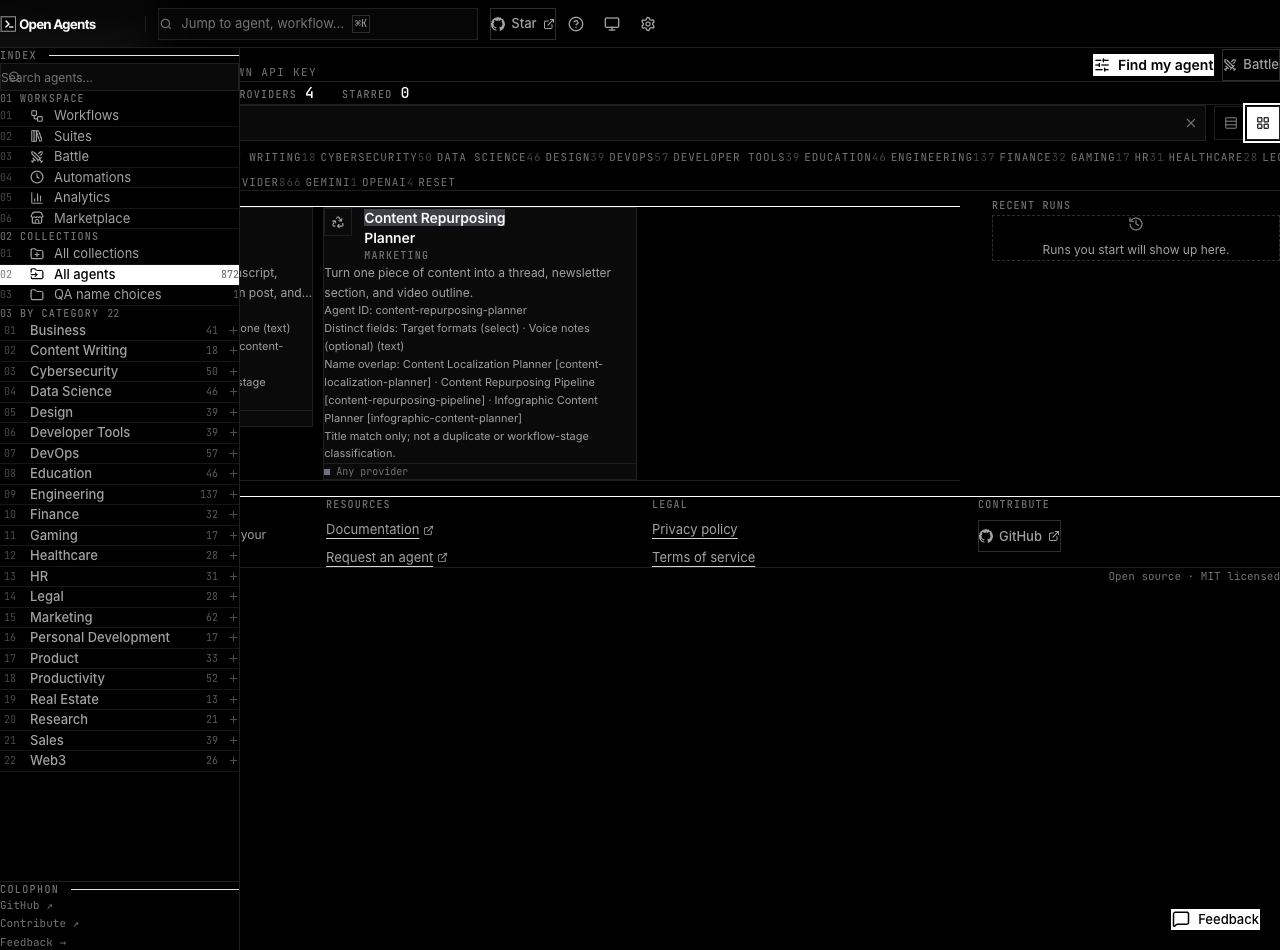 Open Agents
Jump to agent, workflow... ⌘K
Star
INDEX
Search agents...
01 WORKSPACE
01 Workflows
02 Suites
03 Battle
04 Automations
05 Analytics
06 Marketplace
02 COLLECTIONS
01 All collections
02 All agents 872
03 QA name choices 1
03 BY CATEGORY 22
01 Business 41 +
02 Content Writing 18 +
03 Cybersecurity 50 +
04 Data Science 46 +
05 Design 39 +
06 Developer Tools 39 +
07 DevOps 57 +
08 Education 46 +
09 Engineering 137 +
10 Finance 32 +
11 Gaming 17 +
12 Healthcare 28 +
13 HR 31 +
14 Legal 28 +
15 Marketing 62 +
16 Personal Development 17 +
17 Product 33 +
18 Productivity 52 +
19 Real Estate 13 +
20 Research 21 +
21 Sales 39 +
22 Web3 26 +
COLOPHON
GitHub ↗
Contribute ↗
Feedback →
WN API KEY
Find my agent
Battle
ROVIDERS 4 STARRED 0
WRITING18 CYBERSECURITY50 DATA SCIENCE46 DESIGN39 DEVOPS57 DEVELOPER TOOLS39 EDUCATION46 ENGINEERING137 FINANCE32 GAMING17 HR31 HEALTHCARE28 LEG
VIDER866 GEMINI1 OPENAI4 RESET
script,
n post, and...
one (text)
content-
stage
Content Repurposing
Planner
MARKETING
Turn one piece of content into a thread, newsletter
section, and video outline.
Agent ID: content-repurposing-planner
Distinct fields: Target formats (select) · Voice notes
(optional) (text)
Name overlap: Content Localization Planner [content-
localization-planner] · Content Repurposing Pipeline
[content-repurposing-pipeline] · Infographic Content
Planner [infographic-content-planner]
Title match only; not a duplicate or workflow-stage
classification.
Any provider
RECENT RUNS
Runs you start will show up here.
your
RESOURCES
Documentation
Request an agent
LEGAL
Privacy policy
Terms of service
CONTRIBUTE
GitHub
Open source · MIT licensed
Feedback